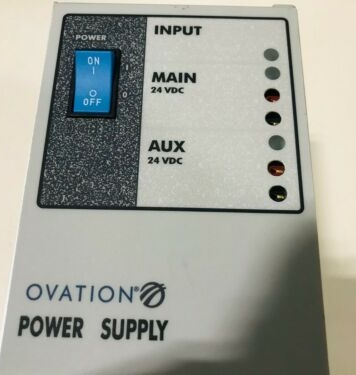 POWER
INPUT
ON
I
I
MAIN
24 VDC
O
O
OFF
AUX
24 VDC
OVATION®
POWER SUPPLY